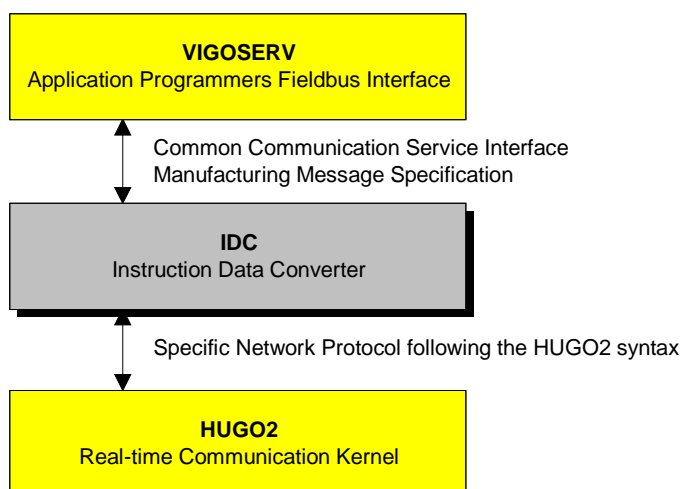 VIGOSERV
Application Programmers Fieldbus Interface
Common Communication Service Interface
Manufacturing Message Specification
IDC
Instruction Data Converter
Specific Network Protocol following the HUGO2 syntax
HUGO2
Real-time Communication Kernel